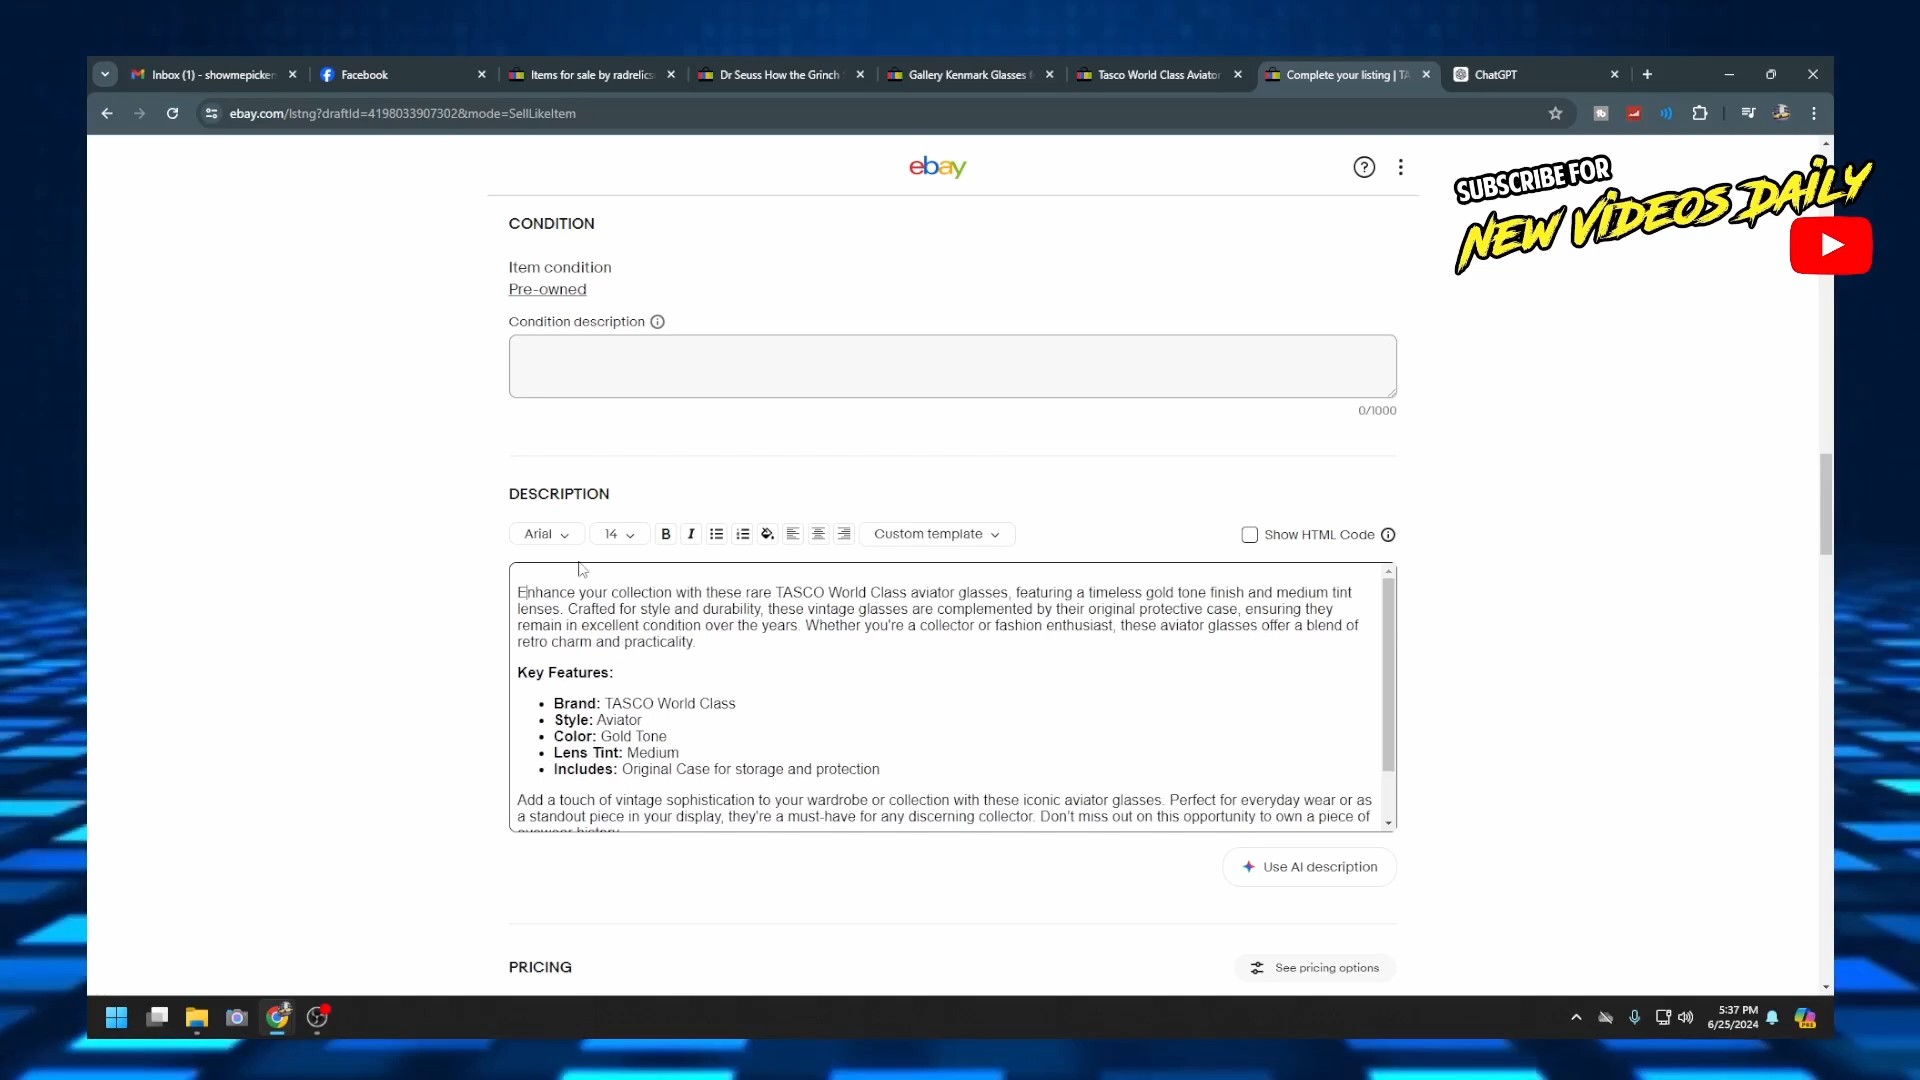 Inbox (1) - showmepicker
Facebook
Items for sale by radrelics
Dr Seuss How the Grinch
Gallery Kenmark Glasses f
Tasco World Class Aviator
Complete your listing | TA
ChatGPT
ebay.com/lstng?draftId=4198033907302&mode=SellLikeItem
ebay
SUBSCRIBE FOR
NEW VIDEOS DAILY
CONDITION
Item condition
Pre-owned
Condition description
0/1000
DESCRIPTION
Arial
14
B
I
Custom template
Show HTML Code
Enhance your collection with these rare TASCO World Class aviator glasses, featuring a timeless gold tone finish and medium tint
lenses. Crafted for style and durability, these vintage glasses are complemented by their original protective case, ensuring they
remain in excellent condition over the years. Whether you're a collector or fashion enthusiast, these aviator glasses offer a blend of
retro charm and practicality.
Key Features:
• Brand: TASCO World Class
• Style: Aviator
• Color: Gold Tone
• Lens Tint: Medium
• Includes: Original Case for storage and protection
Add a touch of vintage sophistication to your wardrobe or collection with these iconic aviator glasses. Perfect for everyday wear or as
a standout piece in your display, they're a must-have for any discerning collector. Don't miss out on this opportunity to own a piece of
eyewear history.
Use AI description
PRICING
See pricing options
5:37 PM
6/25/2024
PRE